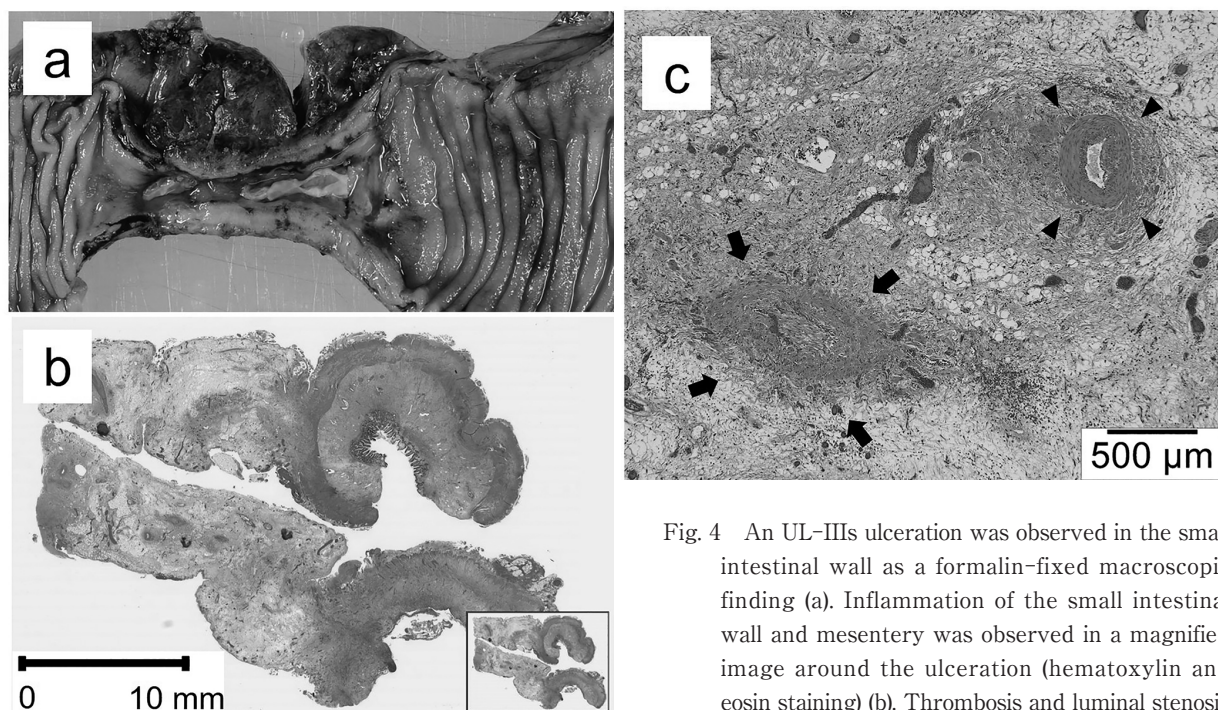 a
b
0 10 mm
c
500 μm
Fig. 4 An UL-IIIs ulceration was observed in the sma
intestinal wall as a formalin-fixed macroscopi
finding (a). Inflammation of the small intestina
wall and mesentery was observed in a magnifie
image around the ulceration (hematoxylin an
eosin staining) (b). Thrombosis and luminal stenosi